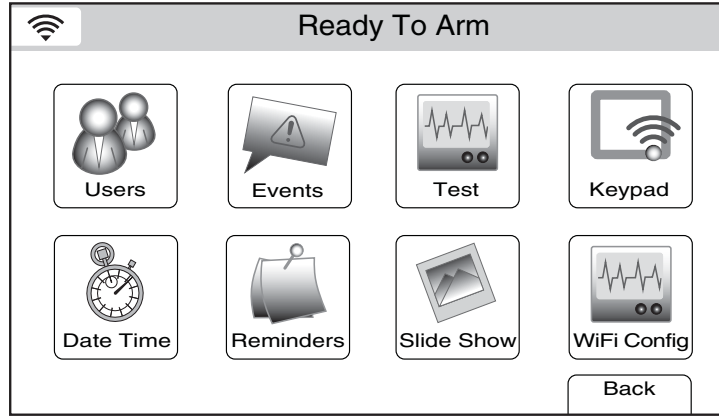 Ready To Arm
Users
Events
Test
Keypad
Date Time
Reminders
Slide Show
WiFi Config
Back